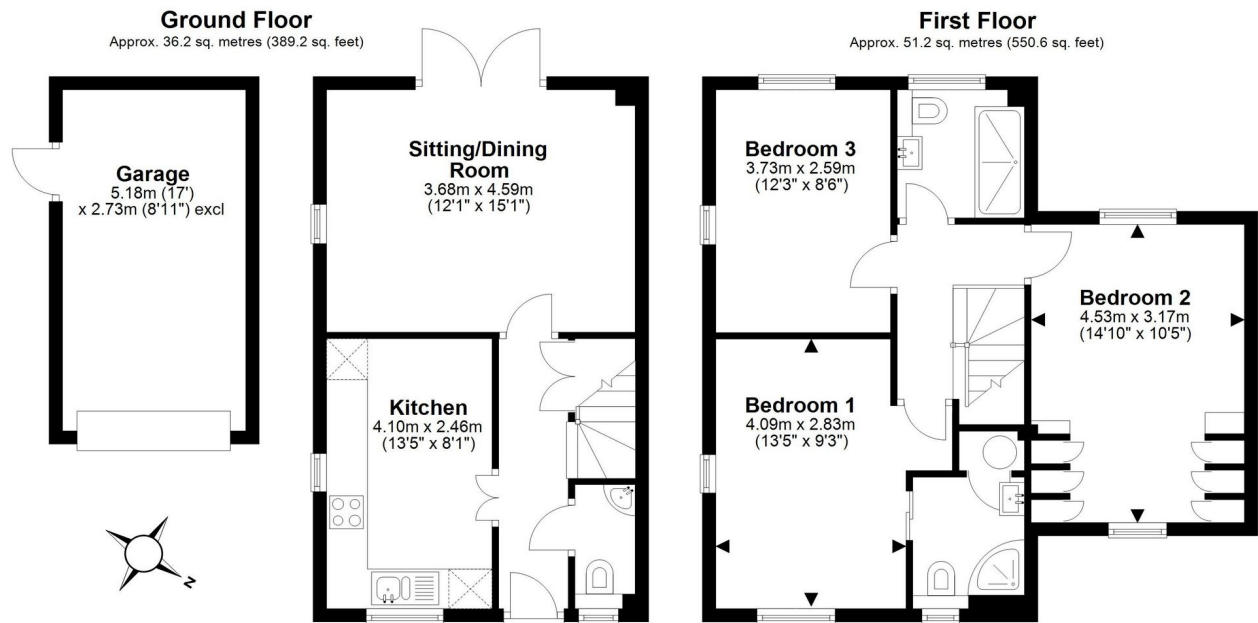 Ground Floor
Approx. 36.2 sq. metres (389.2 sq. feet)
First Floor
Approx. 51.2 sq. metres (550.6 sq. feet)
Garage
5.18m (17')
x 2.73m (8'11") excl
Sitting/Dining
Room
3.68m x 4.59m
(12'1" x 15'1")
Kitchen
4.10m x 2.46m
(13'5" x 8'1")
Bedroom 3
3.73m x 2.59m
(12'3" x 8'6")
Bedroom 2
4.53m x 3.17m
(14'10" x 10'5")
Bedroom 1
4.09m x 2.83m
(13'5" x 9'3")
N